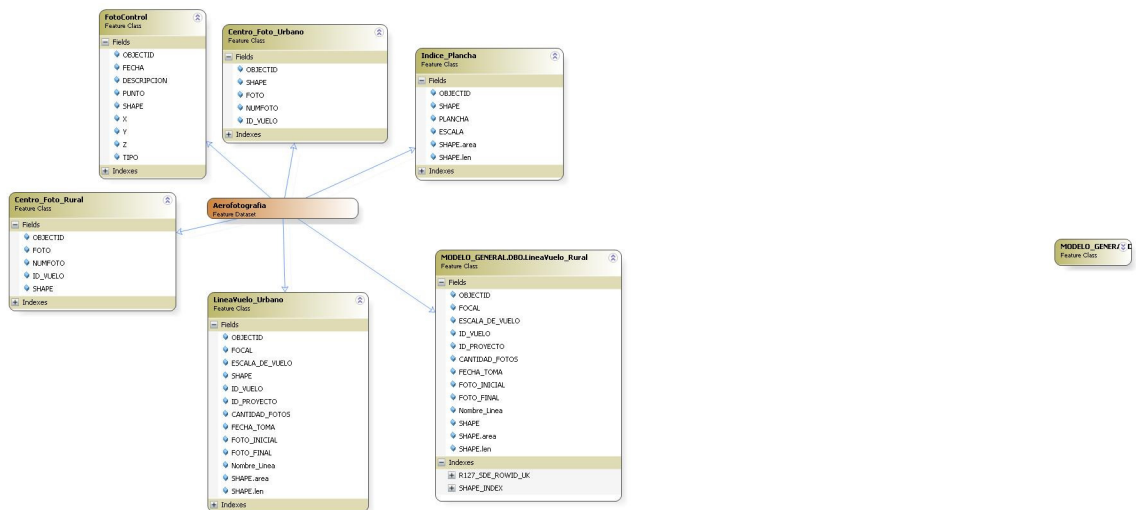 FotoControl
Feature Class
Fields
OBJECTID
FECHA
DESCRIPCION
PUNTO
SHAPE
X
Y
Z
TIPO
Indexes
Centro_Foto_Urbano
Feature Class
Fields
OBJECTID
SHAPE
FOTO
NUMFOTO
ID_VUELO
Indexes
Indice_Plancha
Feature Class
Fields
OBJECTID
SHAPE
PLANCHA
ESCALA
SHAPE.area
SHAPE.len
Indexes
Centro_Foto_Rural
Feature Class
Fields
OBJECTID
FOTO
NUMFOTO
ID_VUELO
SHAPE
Indexes
Aerofotografia
Feature Dataset
LineaVuelo_Urbano
Feature Class
Fields
OBJECTID
FOCAL
ESCALA_DE_VUELO
SHAPE
ID_VUELO
ID_PROYECTO
CANTIDAD_FOTOS
FECHA_TOMA
FOTO_INICIAL
FOTO_FINAL
Nombre_Linea
SHAPE.area
SHAPE.len
Indexes
MODELO_GENERAL.DBO.LineaVuelo_Rural
Feature Class
Fields
OBJECTID
FOCAL
ESCALA_DE_VUELO
ID_VUELO
ID_PROYECTO
CANTIDAD_FOTOS
FECHA_TOMA
FOTO_INICIAL
FOTO_FINAL
Nombre_Linea
SHAPE
SHAPE.area
SHAPE.len
Indexes
R127_SDE_ROWID_UK
SHAPE_INDEX
Feature Class